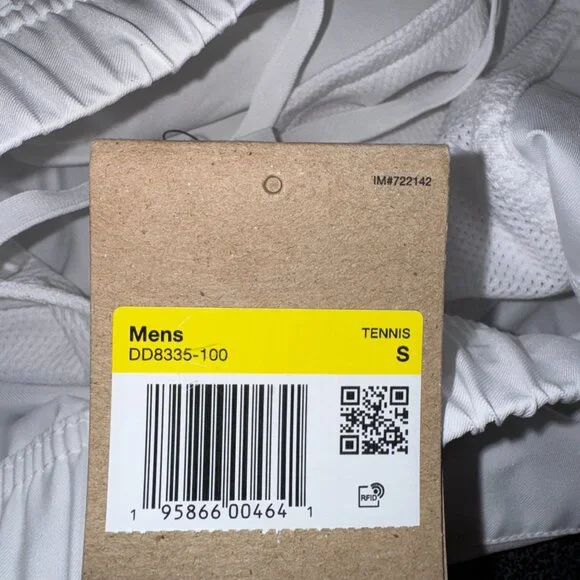 IM#722142
Mens
TENNIS
DD8335-100
S
RFID
1 95866 00464 1